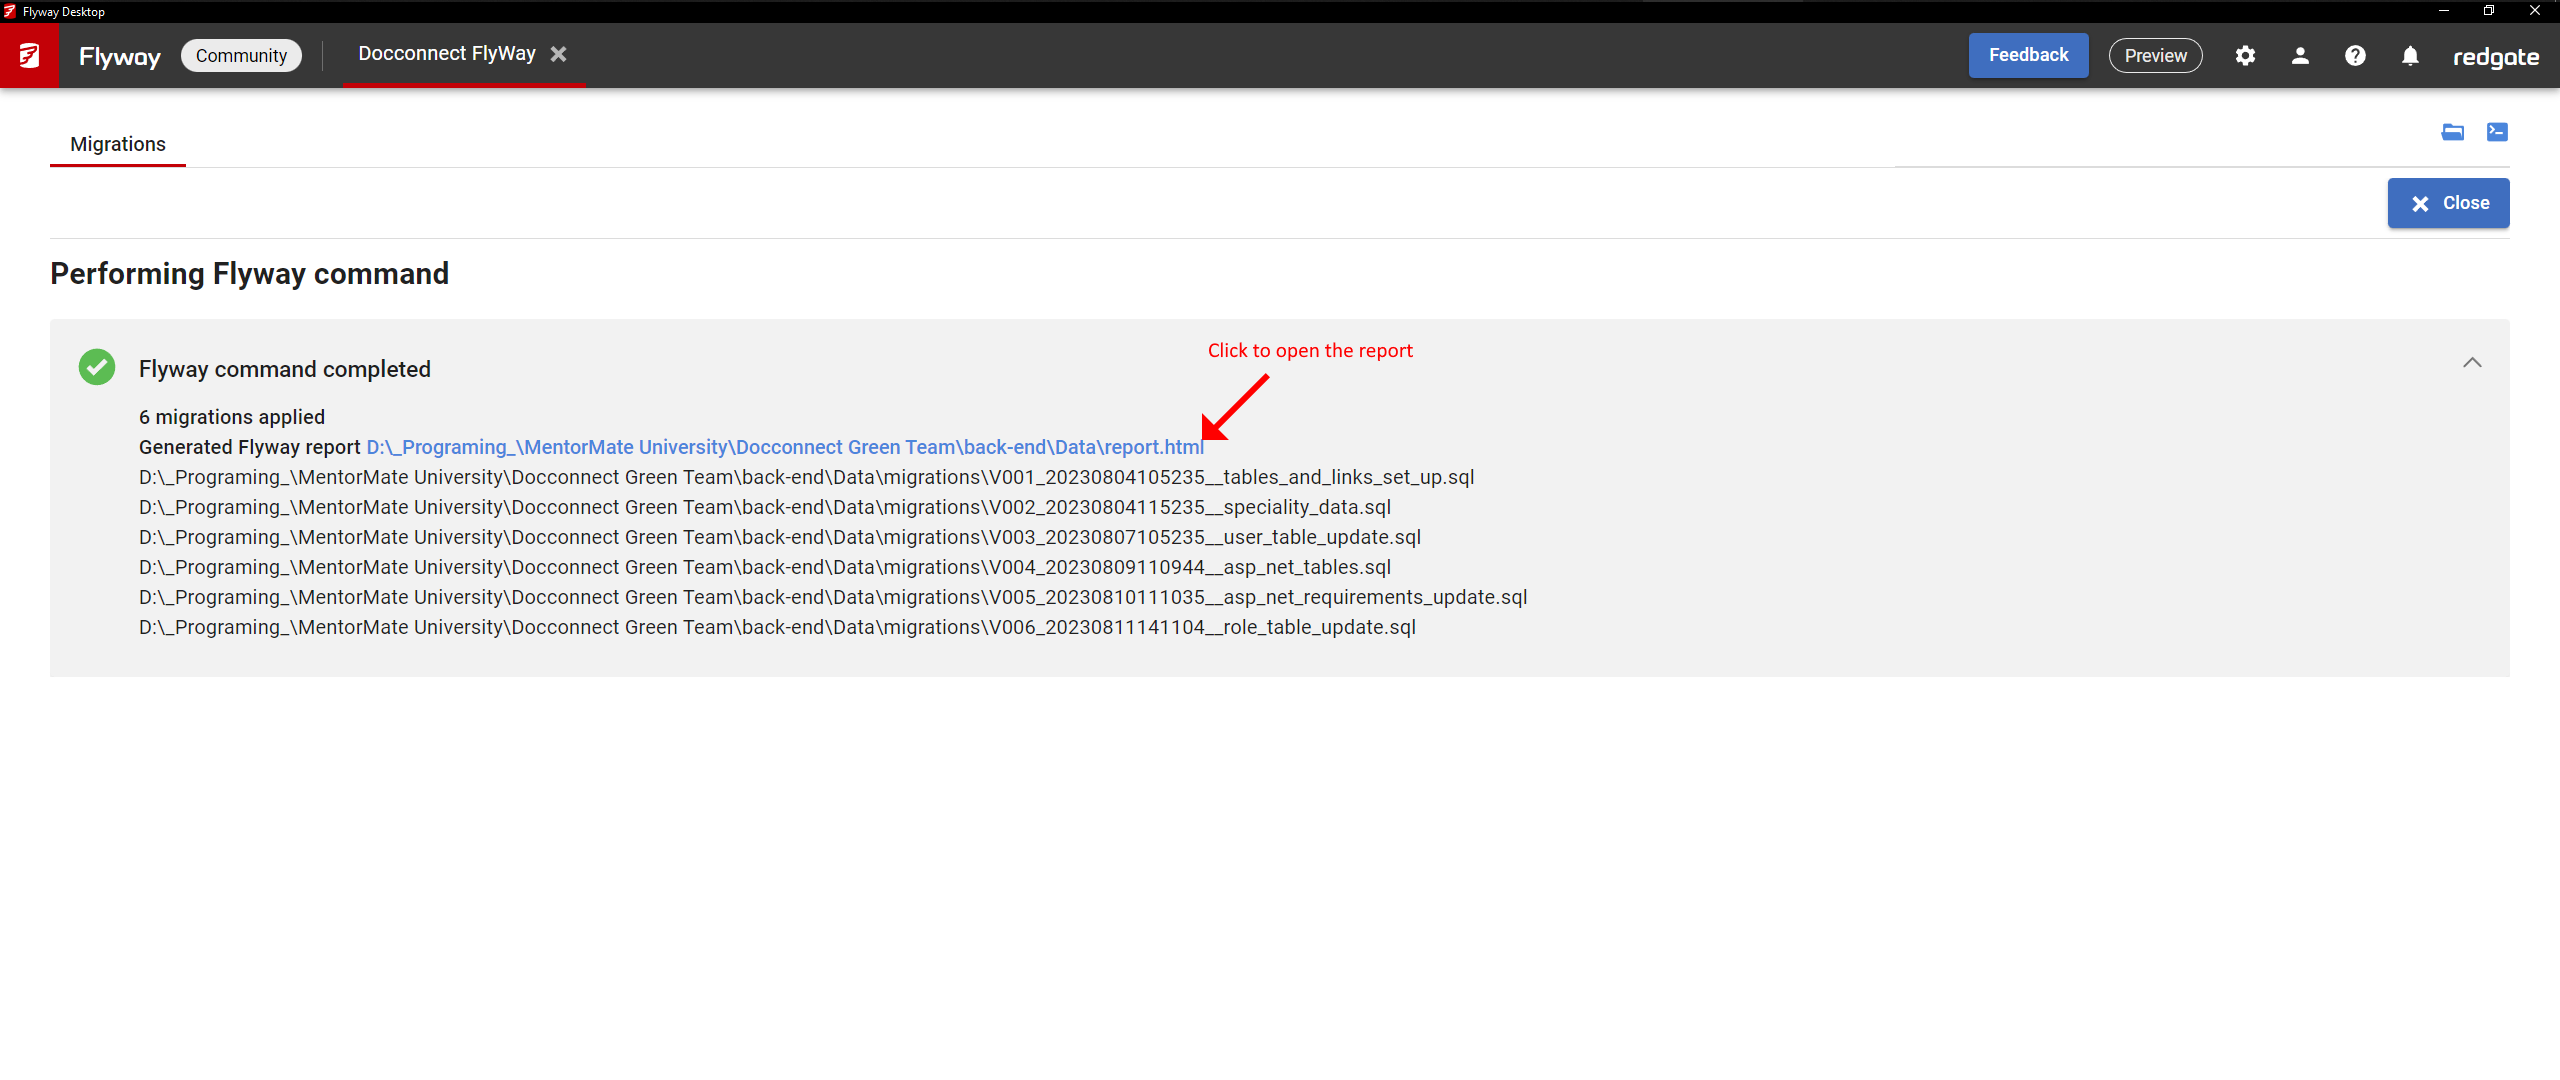 Flyway Desktop
Flyway Community Docconnect FlyWay Feedback Preview redgate
Migrations
Close
Performing Flyway command
Click to open the report
Flyway command completed
6 migrations applied
Generated Flyway report D:\_Programing_\MentorMate University\Docconnect Green Team\back-end\Data\report.html
D:\_Programing_\MentorMate University\Docconnect Green Team\back-end\Data\migrations\V001_20230804105235__tables_and_links_set_up.sql
D:\_Programing_\MentorMate University\Docconnect Green Team\back-end\Data\migrations\V002_20230804115235__speciality_data.sql
D:\_Programing_\MentorMate University\Docconnect Green Team\back-end\Data\migrations\V003_20230807105235__user_table_update.sql
D:\_Programing_\MentorMate University\Docconnect Green Team\back-end\Data\migrations\V004_20230809110944__asp_net_tables.sql
D:\_Programing_\MentorMate University\Docconnect Green Team\back-end\Data\migrations\V005_20230810111035__asp_net_requirements_update.sql
D:\_Programing_\MentorMate University\Docconnect Green Team\back-end\Data\migrations\V006_20230811141104__role_table_update.sql